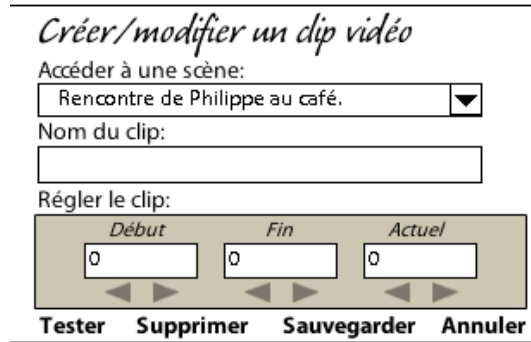 Créer/modifier un clip vidéo
Accéder à une scène:
Rencontre de Philippe au café.
Nom du clip:
Régler le clip:
Début Fin Actuel
0 0 0
Tester Supprimer Sauvegarder Annuler